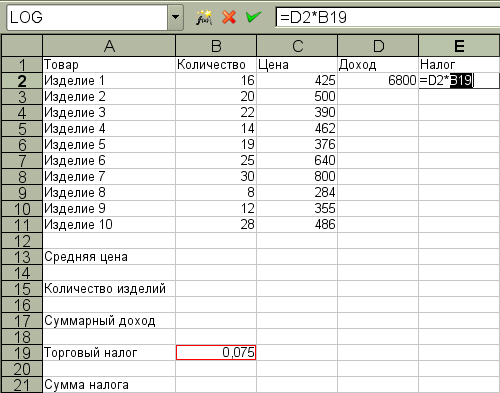 LOG =D2*B19
A B C D E
1 Товар Количество Цена Доход Налог
2 Изделие 1 16 425 6800 =D2*B19
3 Изделие 2 20 500
4 Изделие 3 22 390
5 Изделие 4 14 462
6 Изделие 5 19 376
7 Изделие 6 25 640
8 Изделие 7 30 800
9 Изделие 8 8 284
10 Изделие 9 12 355
11 Изделие 10 28 486
12
13 Средняя цена
14
15 Количество изделий
16
17 Суммарный доход
18
19 Торговый налог 0,075
20
21 Сумма налога